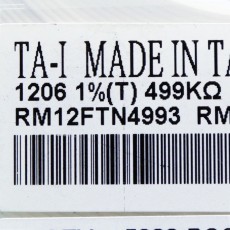 TA-I MADE IN TA
1206 1%(T) 499KΩ
RM12FTN4993 RM